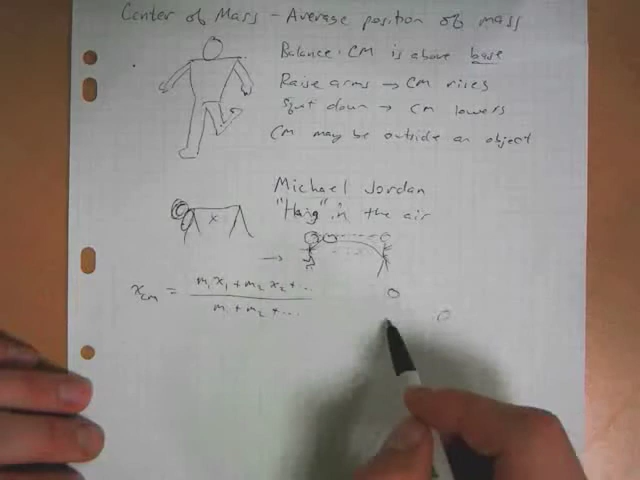 Center of Mass - Average position of mass
Balance: CM is above base
Raise arms → CM rises
Squt down → CM lowers
CM may be outside an object
Michael Jordan
"Hang" in the air
x
→
x_cm = (m₁x₁ + m₂x₂ + ...) / (m₁ + m₂ + ...)